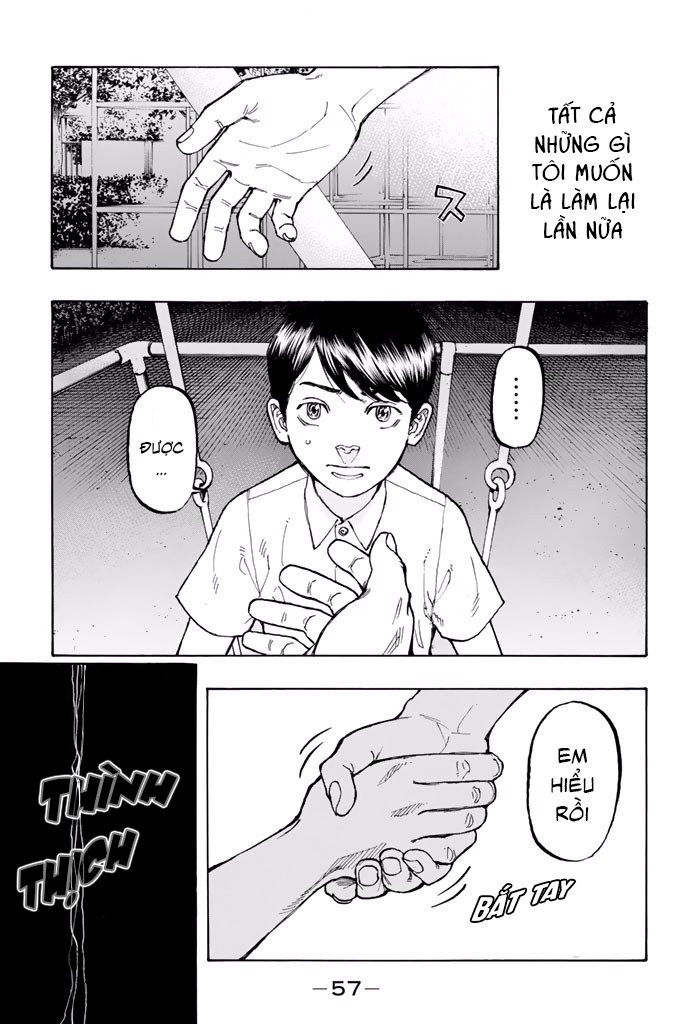 TẤT CẢ
NHỮNG GÌ
TÔI MUỐN
LÀ LÀM LẠI
LẦN NỮA
ス
......
ĐƯỢC
...
EM
HIỂU
RỒI
BẮT TAY
THÌNH
THỊCH
—57—